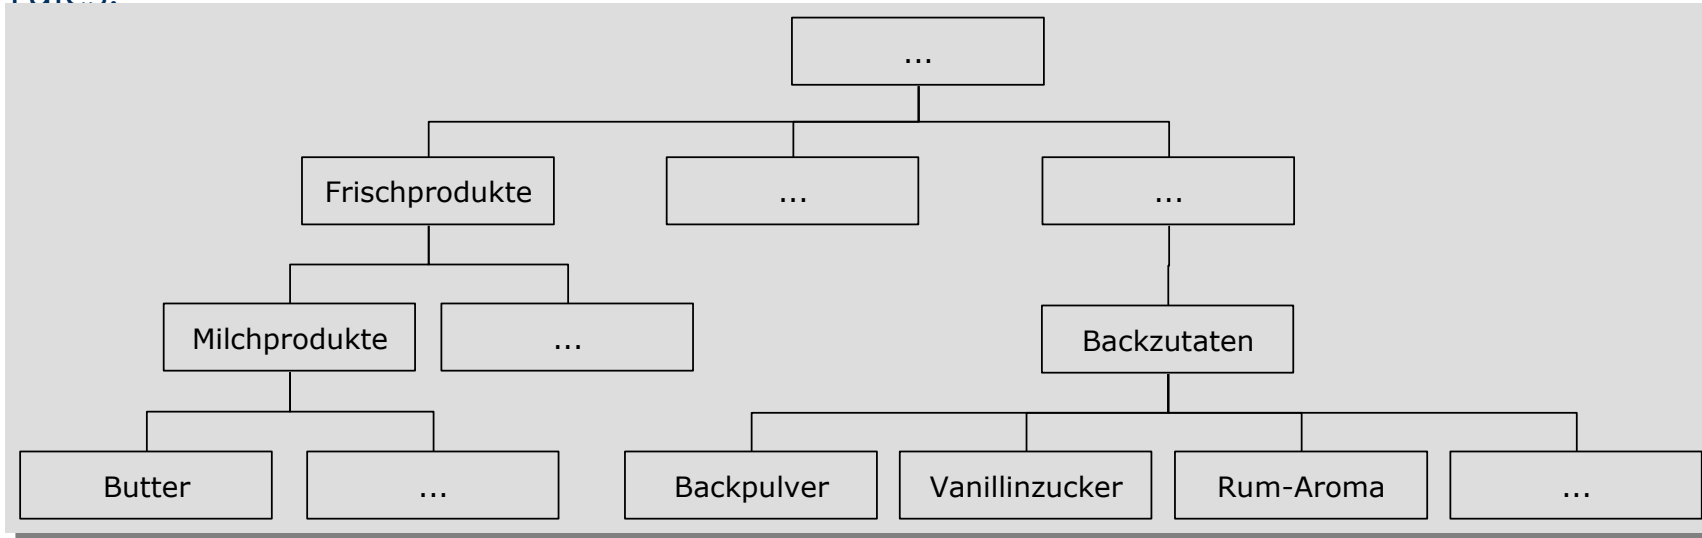 ...
Frischprodukte
...
...
Milchprodukte
...
Backzutaten
Butter
...
Backpulver
Vanillinzucker
Rum-Aroma
...